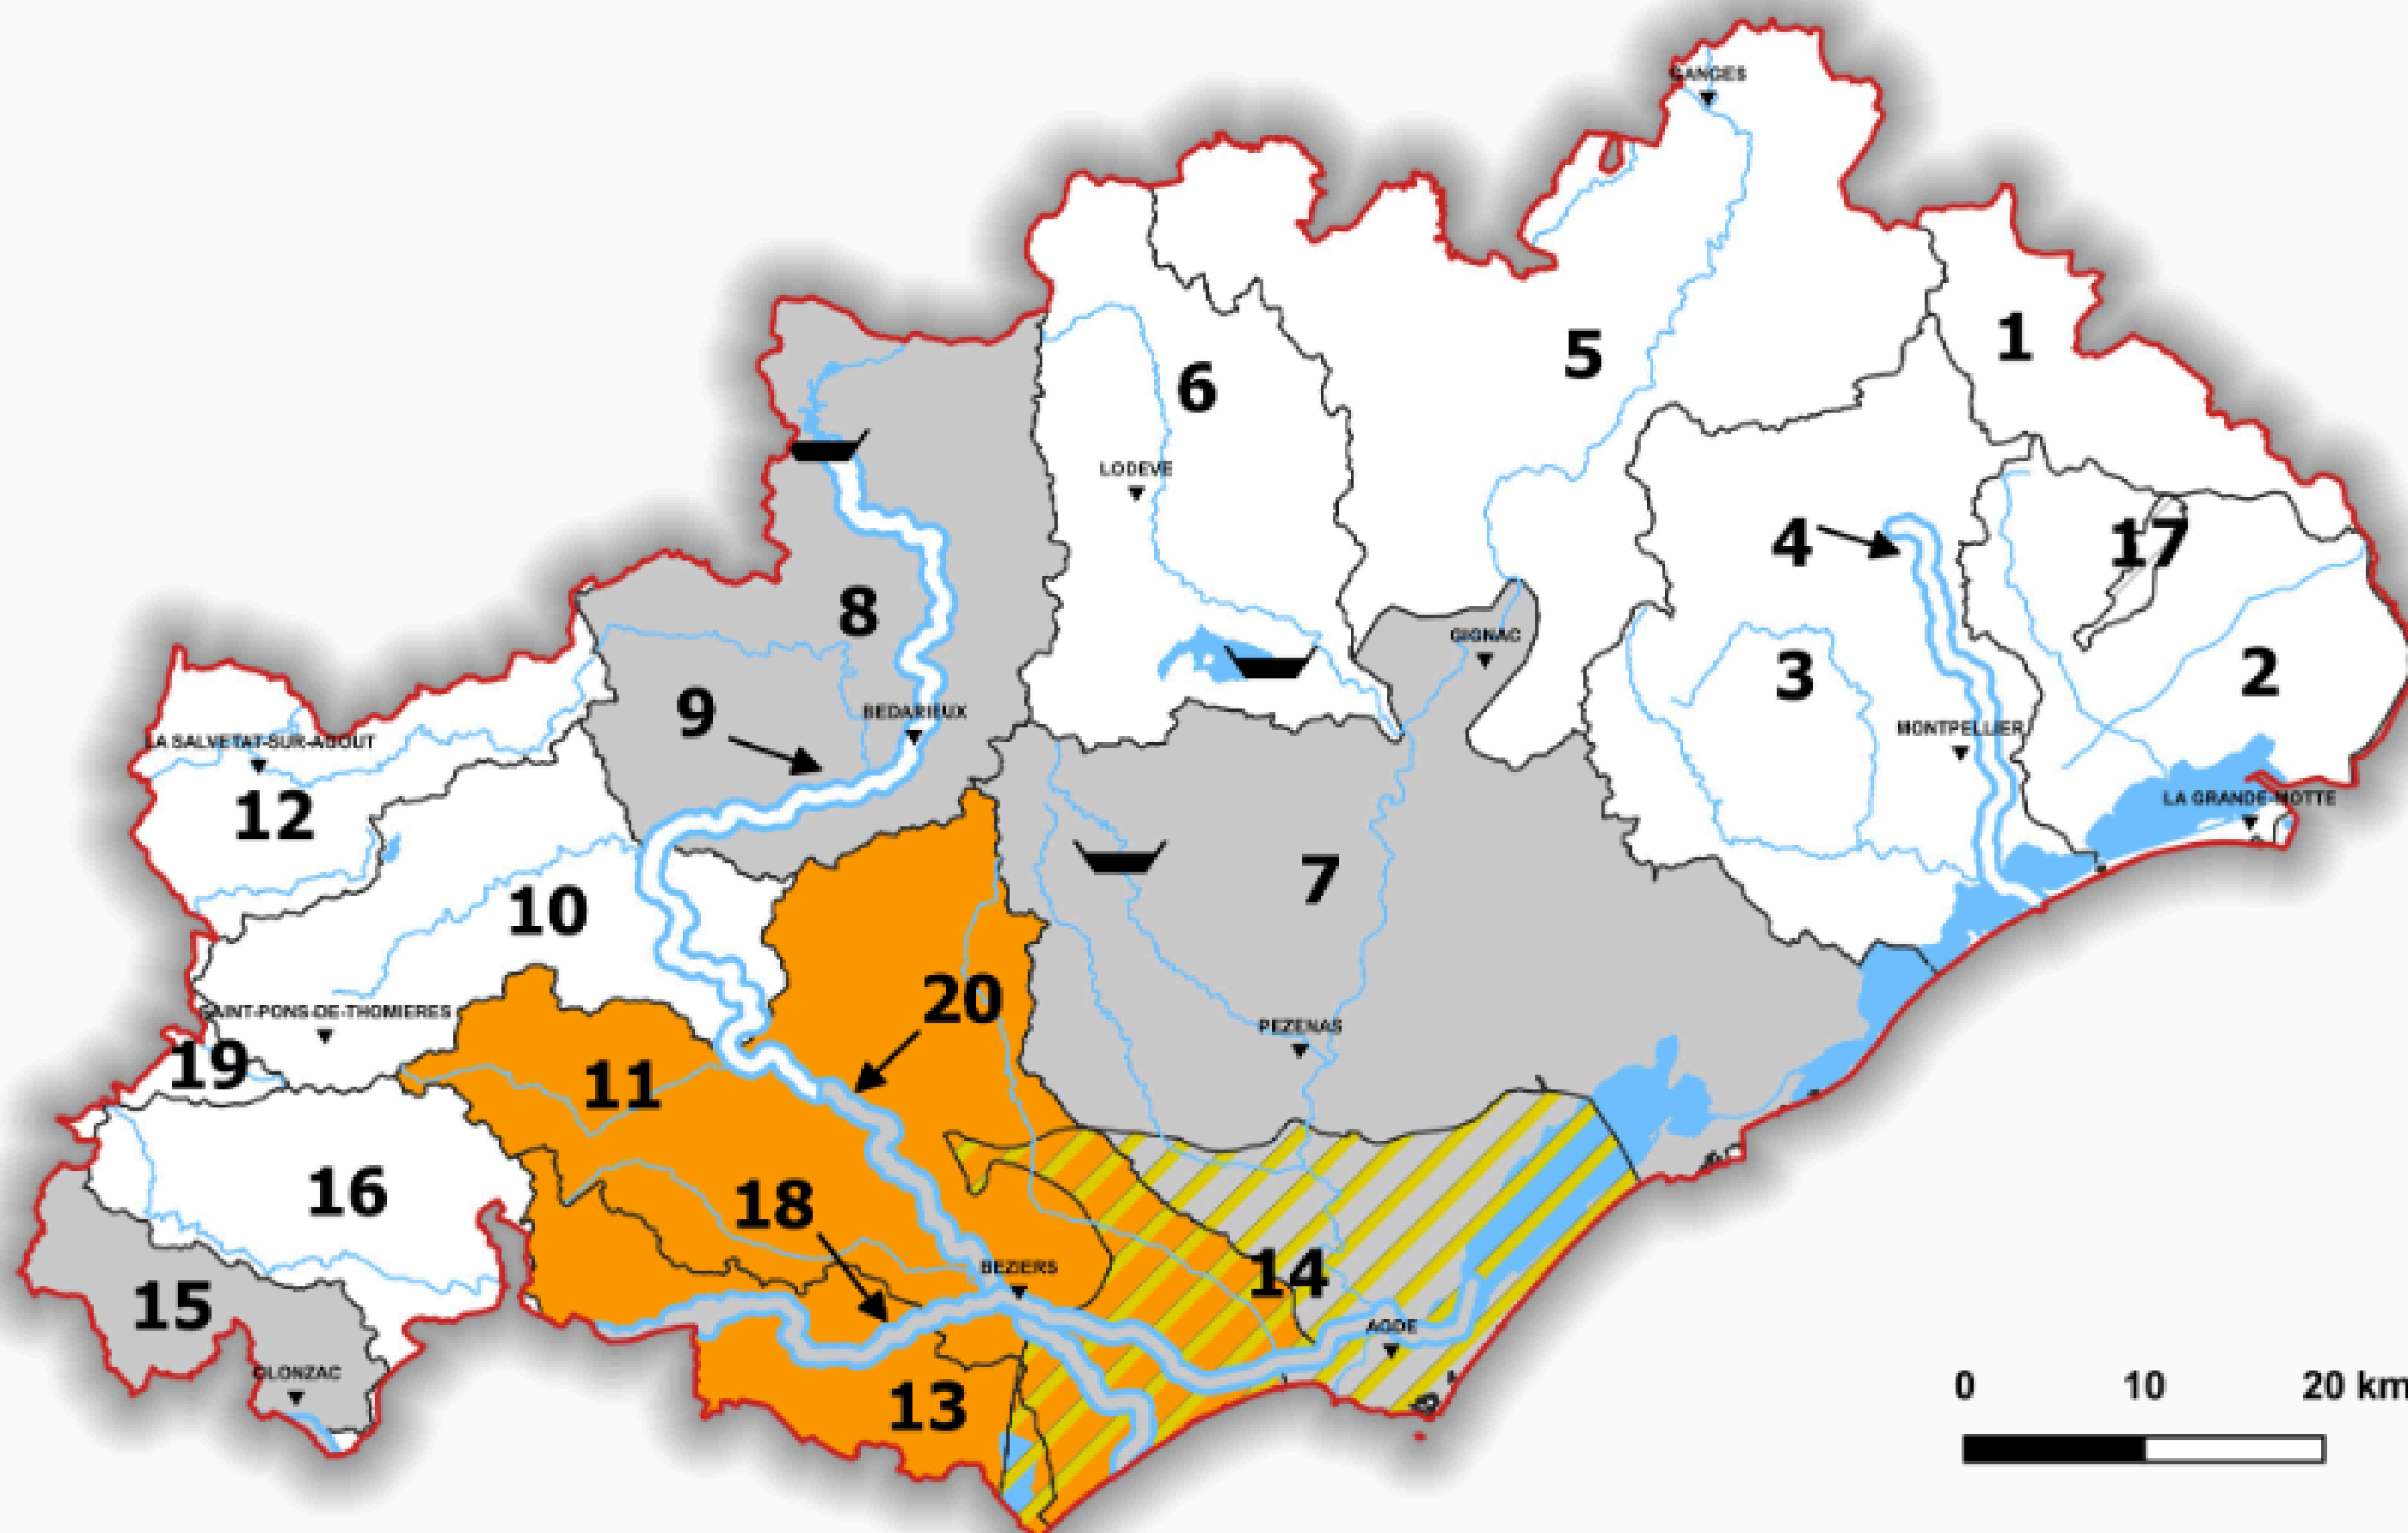 GANGES
1
5
6
LODEVE
4
17
8
GIGNAC
3
2
9
BEDARIEUX
MONTPELLIER
LA SALVETAT-SUR-AGOUT
LA GRANDE-MOTTE
12
7
10
20
SAINT-PONS-DE-THOMIERES
PEZENAS
19
11
16
18
BEZIERS
14
15
AGDE
OLONZAC
13
0 10 20 km